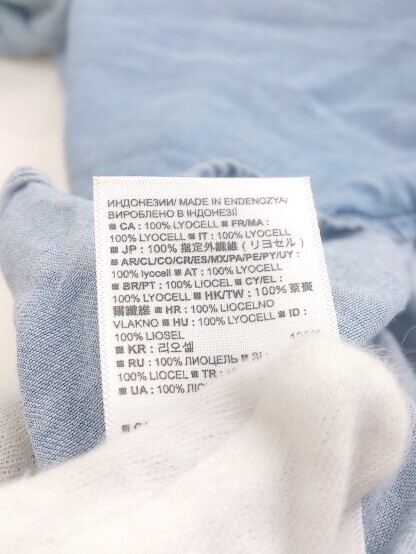 ИНДОНЕЗИИ/ MADE IN ENDENOZYA/
ВИРОБЛЕНО В ІНДОНЕЗІЇ
■ CA : 100% LYOCELL ■ FR/MA :
100% LYOCELL ■ IT : 100% LYOCELL
■ JP : 100% 指定外繊維 ( リヨセル )
■ AR/CL/CO/CR/ES/MX/PA/PE/PY/UY :
100% lyocell ■ AT : 100% LYOCELL
■ BR/PT : 100% LIOCEL ■ CY/EL :
100% LYOCELL ■ HK/TW : 100% 萊賽
爾纖維 ■ HR : 100% LIOCELNO
VLAKNO ■ HU : 100% LYOCELL ■ ID :
100% LIOSEL
■ KR : 리오셀 100%
■ RU : 100% ЛИОЦЕЛЬ ■ SI :
100% LIOCEL ■ TR :
■ UA : 100%